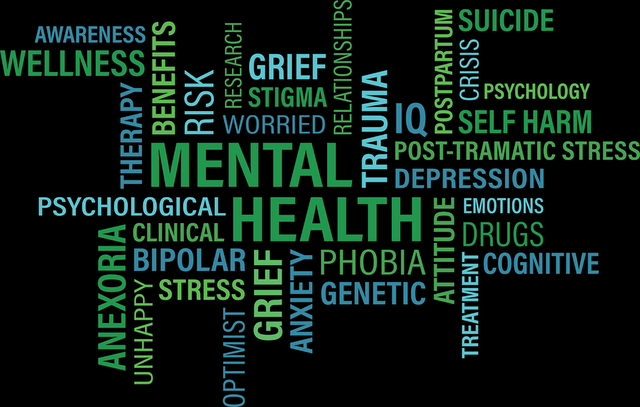 AWARENESS
WELLNESS
THERAPY
BENEFITS
RISK
RESEARCH
GRIEF
STIGMA
WORRIED
RELATIONSHIPS
TRAUMA
IQ
POSTPARTUM
SUICIDE
CRISIS
PSYCHOLOGY
SELF HARM
POST-TRAMATIC STRESS
MENTAL
DEPRESSION
PSYCHOLOGICAL
HEALTH
EMOTIONS
CLINICAL
DRUGS
ATTITUDE
BIPOLAR
PHOBIA
COGNITIVE
ANEXORIA
UNHAPPY
STRESS
OPTIMIST
GRIEF
ANXIETY
GENETIC
TREATMENT